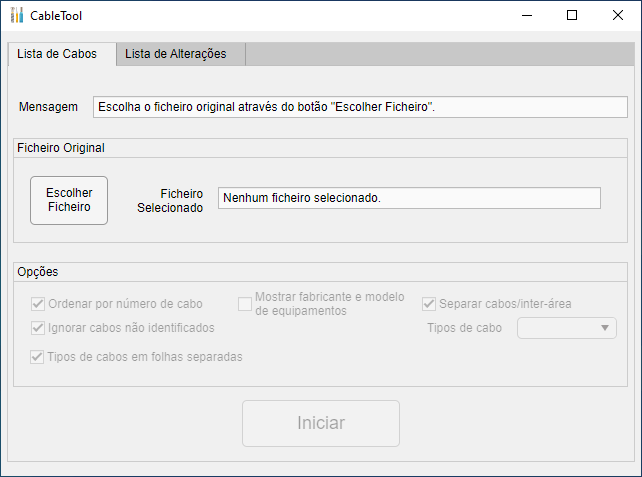 CableTool
Lista de Cabos
Lista de Alterações
Mensagem
Escolha o ficheiro original através do botão "Escolher Ficheiro".
Ficheiro Original
Escolher
Ficheiro
Ficheiro
Selecionado
Nenhum ficheiro selecionado.
Opções
Ordenar por número de cabo
Mostrar fabricante e modelo
de equipamentos
Separar cabos/inter-área
Ignorar cabos não identificados
Tipos de cabo
Tipos de cabos em folhas separadas
Iniciar